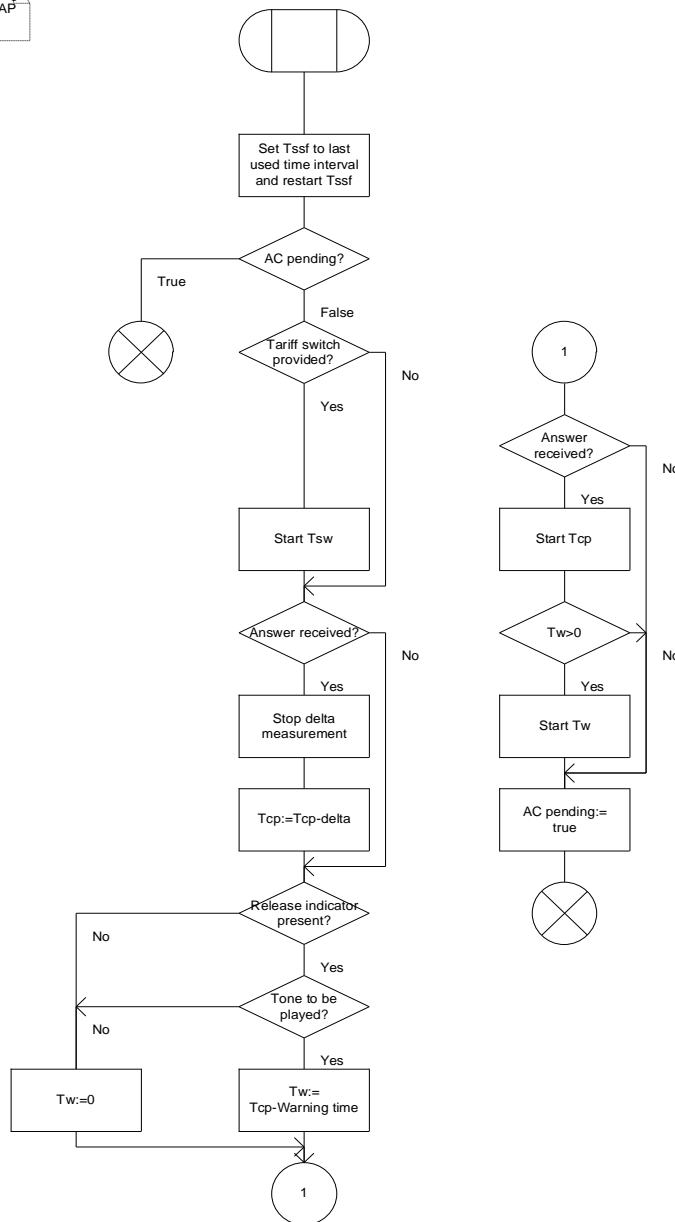 AP
Set Tssf to last
used time interval
and restart Tssf
AC pending?
True
False
Tariff switch
provided?
No
Yes
Start Tsw
Answer received?
No
Yes
Stop delta
measurement
Tcp:=Tcp-delta
Release indicator
present?
No
Yes
Tone to be
played?
No
Yes
Tw:=0
Tw:=
Tcp-Warning time
1
1
Answer
received?
No
Yes
Start Tcp
Tw>0
No
Yes
Start Tw
AC pending:=
true